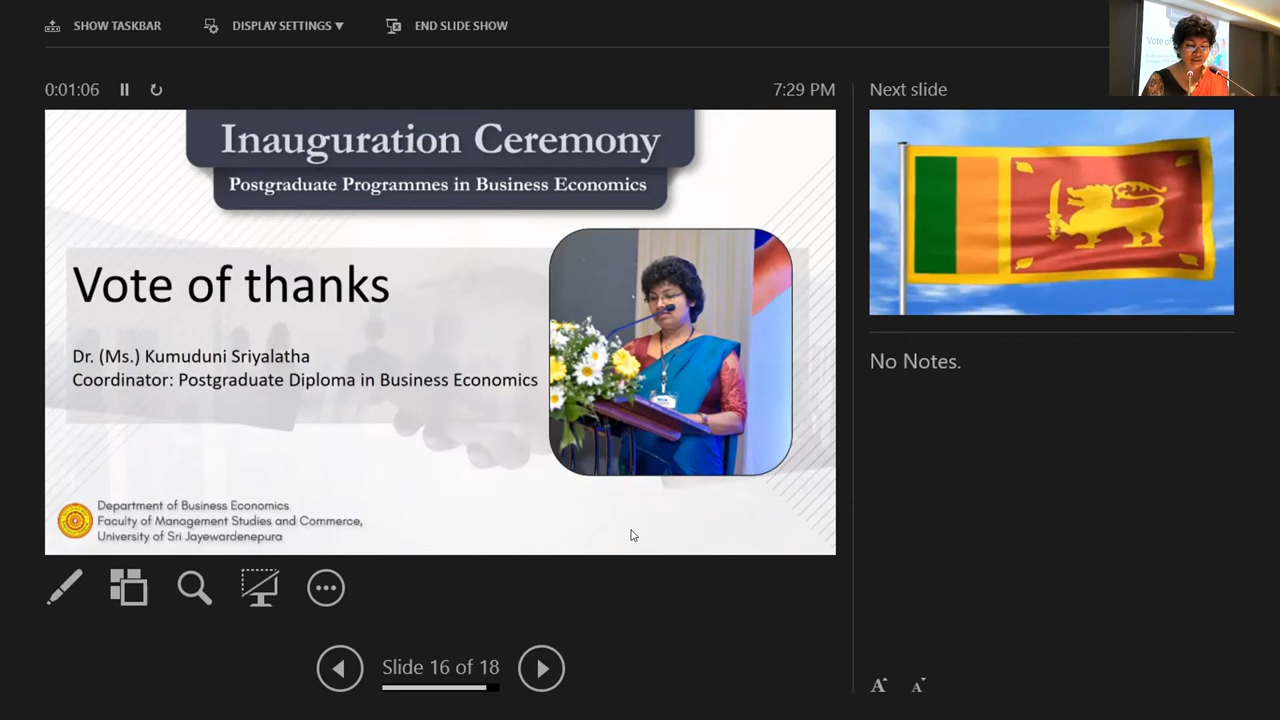 SHOW TASKBAR
DISPLAY SETTINGS
END SLIDE SHOW
0:01:06
7:29 PM
Next slide
Inauguration Ceremony
Postgraduate Programmes in Business Economics
Vote of thanks
Dr. (Ms.) Kumuduni Sriyalatha
Coordinator: Postgraduate Diploma in Business Economics
Department of Business Economics
Faculty of Management Studies and Commerce,
University of Sri Jayewardenepura
No Notes.
Slide 16 of 18
A A